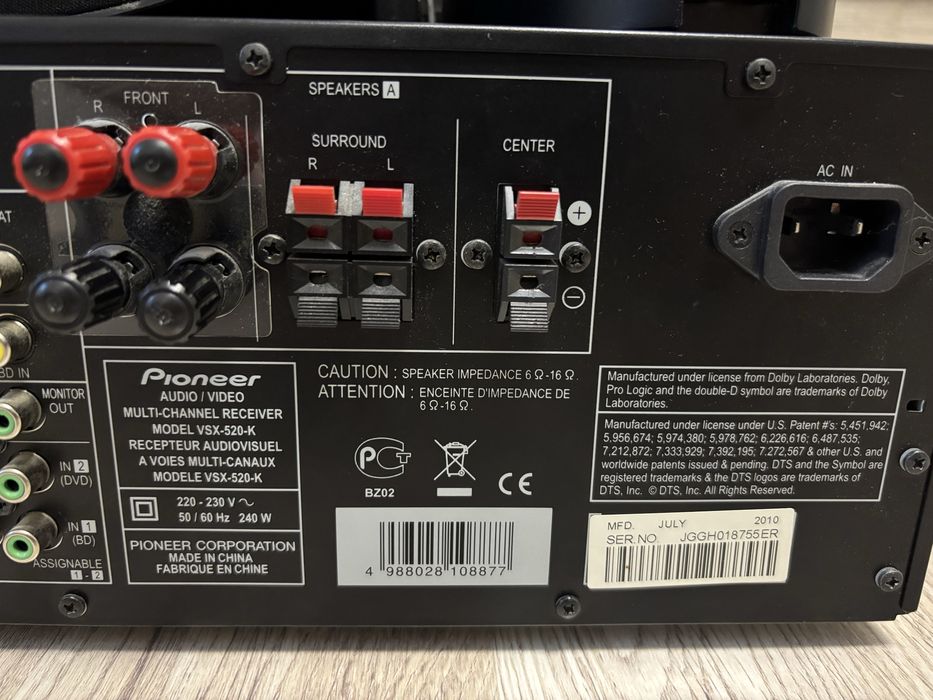 SPEAKERS A
FRONT
R L
SURROUND
R L
CENTER
+
−
AC IN
BD IN
MONITOR
OUT
IN 2
(DVD)
IN 1
(BD)
ASSIGNABLE
1 - 2
Pioneer
AUDIO / VIDEO
MULTI-CHANNEL RECEIVER
MODEL VSX-520-K
RECEPTEUR AUDIOVISUEL
A VOIES MULTI-CANAUX
MODELE VSX-520-K
220 - 230 V ~
50 / 60 Hz 240 W
PIONEER CORPORATION
MADE IN CHINA
FABRIQUE EN CHINE
CAUTION : SPEAKER IMPEDANCE 6 Ω -16 Ω .
ATTENTION : ENCEINTE D'IMPEDANCE DE
6 Ω -16 Ω .
BZ02
CE
4 988028 108877
Manufactured under license from Dolby Laboratories. Dolby,
Pro Logic and the double-D symbol are trademarks of Dolby
Laboratories.
Manufactured under license under U.S. Patent #'s: 5,451,942;
5,956,674; 5,974,380; 5,978,762; 6,226,616; 6,487,535;
7,212,872; 7,333,929; 7,392,195; 7,272,567 & other U.S. and
worldwide patents issued & pending. DTS and the Symbol are
registered trademarks & the DTS logos are trademarks of
DTS, Inc. © DTS, Inc. All Rights Reserved.
MFD. JULY 2010
SER.NO. JGGH018755ER